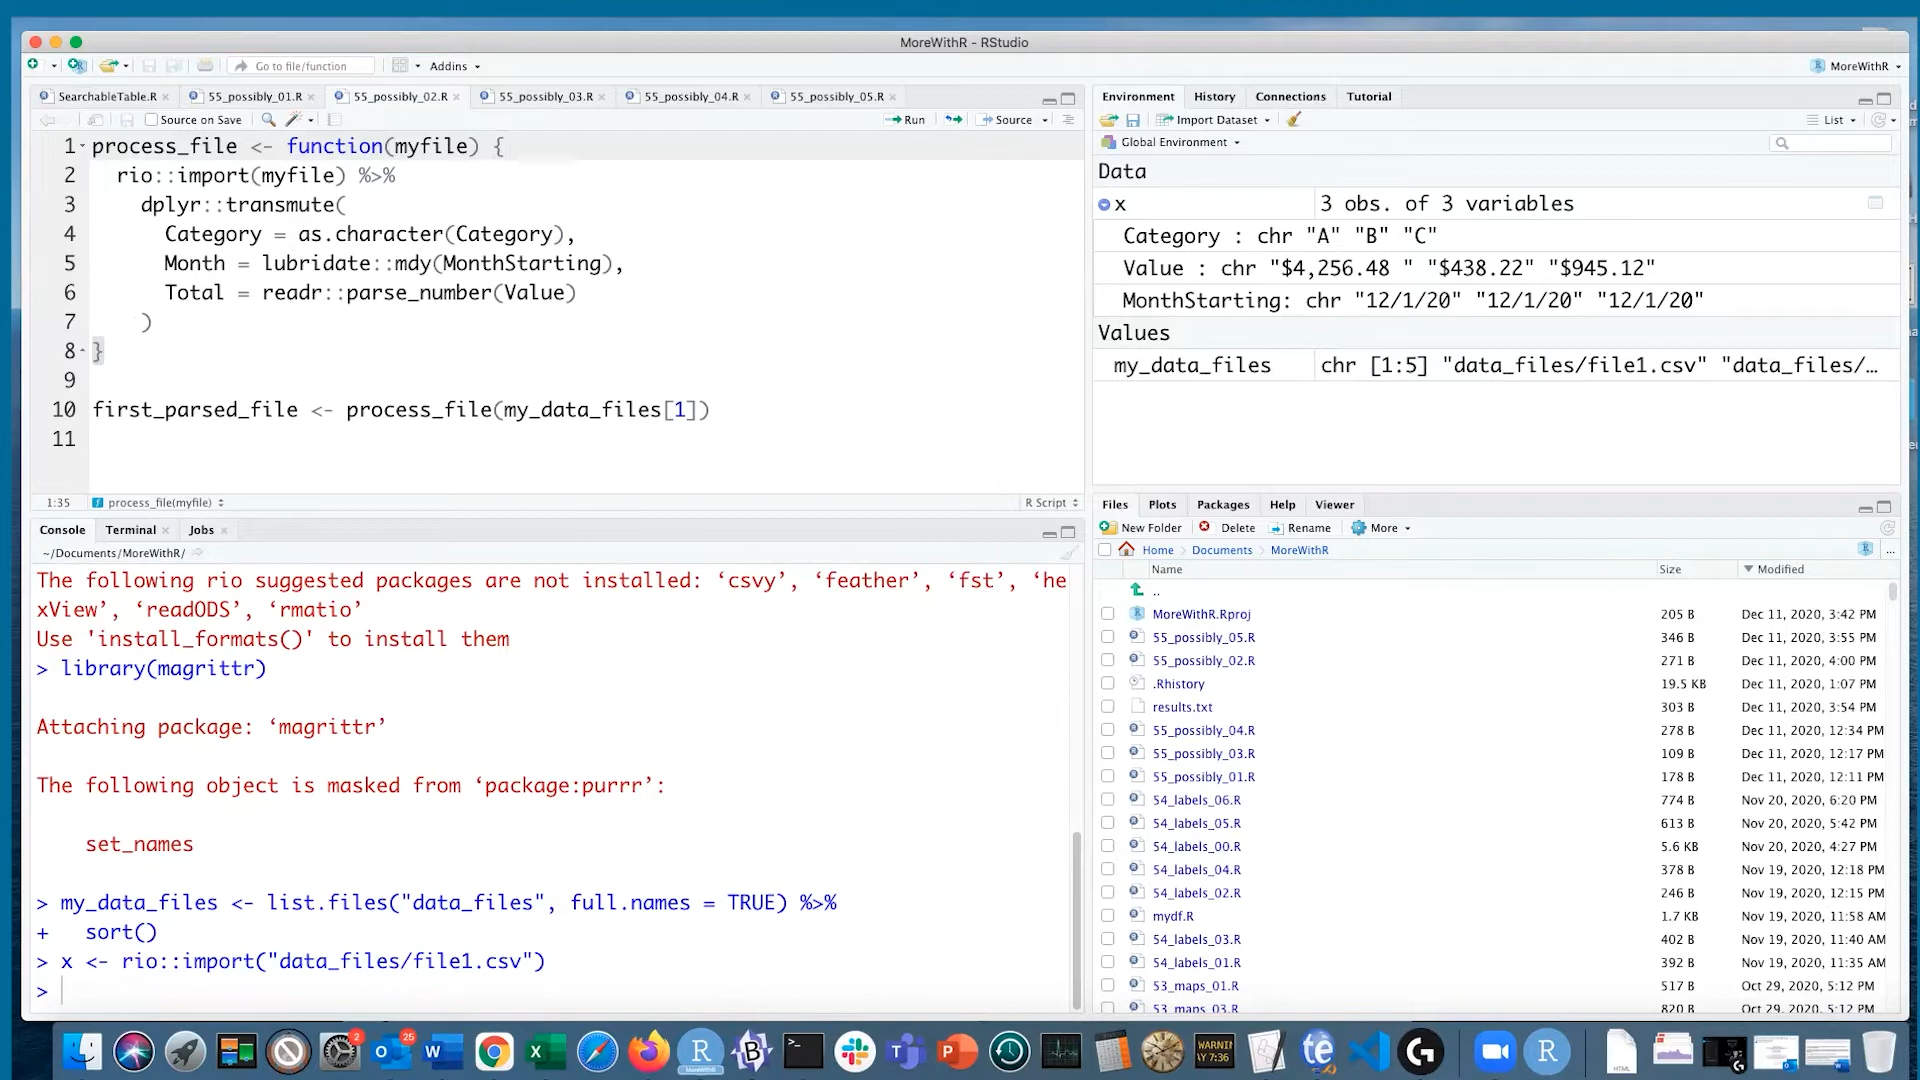 MoreWithR - RStudio
Go to file/function
Addins
MoreWithR
SearchableTable.R
55_possibly_01.R
55_possibly_02.R
55_possibly_03.R
55_possibly_04.R
55_possibly_05.R
Source on Save
Run
Source
1 process_file <- function(myfile) {
2 rio::import(myfile) %>%
3 dplyr::transmute(
4 Category = as.character(Category),
5 Month = lubridate::mdy(MonthStarting),
6 Total = readr::parse_number(Value)
7 )
8 }
9
10 first_parsed_file <- process_file(my_data_files[1])
11
1:35 process_file(myfile) R Script
Console Terminal Jobs
~/Documents/MoreWithR/
The following rio suggested packages are not installed: ‘csvy’, ‘feather’, ‘fst’, ‘he
xView’, ‘readODS’, ‘rmatio’
Use 'install_formats()' to install them
> library(magrittr)
Attaching package: ‘magrittr’
The following object is masked from ‘package:purrr’:
set_names
> my_data_files <- list.files("data_files", full.names = TRUE) %>%
+ sort()
> x <- rio::import("data_files/file1.csv")
>
Environment History Connections Tutorial
Import Dataset List
Global Environment
Data
x 3 obs. of 3 variables
Category : chr "A" "B" "C"
Value : chr "$4,256.48 " "$438.22" "$945.12"
MonthStarting: chr "12/1/20" "12/1/20" "12/1/20"
Values
my_data_files chr [1:5] "data_files/file1.csv" "data_files/…
Files Plots Packages Help Viewer
New Folder Delete Rename More
Home Documents MoreWithR ...
Name Size Modified
..
MoreWithR.Rproj 205 B Dec 11, 2020, 3:42 PM
55_possibly_05.R 346 B Dec 11, 2020, 3:55 PM
55_possibly_02.R 271 B Dec 11, 2020, 4:00 PM
.Rhistory 19.5 KB Dec 11, 2020, 1:07 PM
results.txt 303 B Dec 11, 2020, 3:54 PM
55_possibly_04.R 278 B Dec 11, 2020, 12:34 PM
55_possibly_03.R 109 B Dec 11, 2020, 12:17 PM
55_possibly_01.R 178 B Dec 11, 2020, 12:11 PM
54_labels_06.R 774 B Nov 20, 2020, 6:20 PM
54_labels_05.R 613 B Nov 20, 2020, 5:42 PM
54_labels_00.R 5.6 KB Nov 20, 2020, 4:27 PM
54_labels_04.R 378 B Nov 19, 2020, 12:18 PM
54_labels_02.R 246 B Nov 19, 2020, 12:15 PM
mydf.R 1.7 KB Nov 19, 2020, 11:58 AM
54_labels_03.R 402 B Nov 19, 2020, 11:40 AM
54_labels_01.R 392 B Nov 19, 2020, 11:35 AM
53_maps_01.R 517 B Oct 29, 2020, 5:12 PM
53_maps_03.R 820 B Oct 29, 2020, 5:12 PM
2
25
WARNIN
AY 7:36
HTML